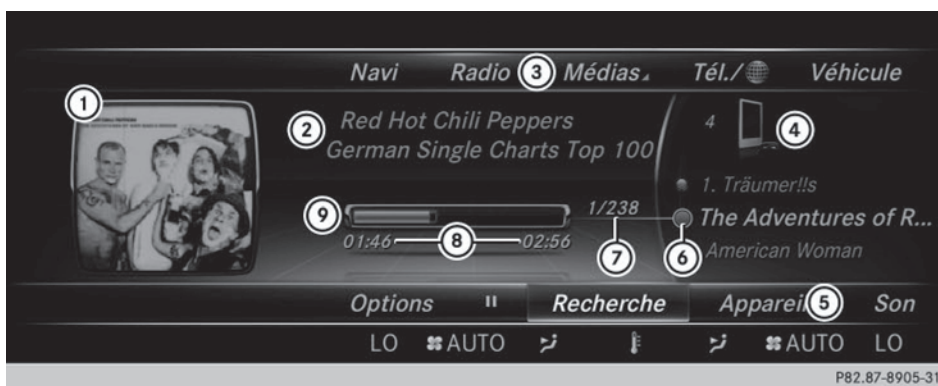 Navi Radio 3 Médias Tél./ Véhicule
1
2 Red Hot Chili Peppers
German Single Charts Top 100
4 4
1. Träumer!!s
9 1/238
The Adventures of R...
01:46 8 02:56
7 6 American Woman
Options II Recherche Apparei 5 Son
LO AUTO AUTO LO
P82.87-8905-31